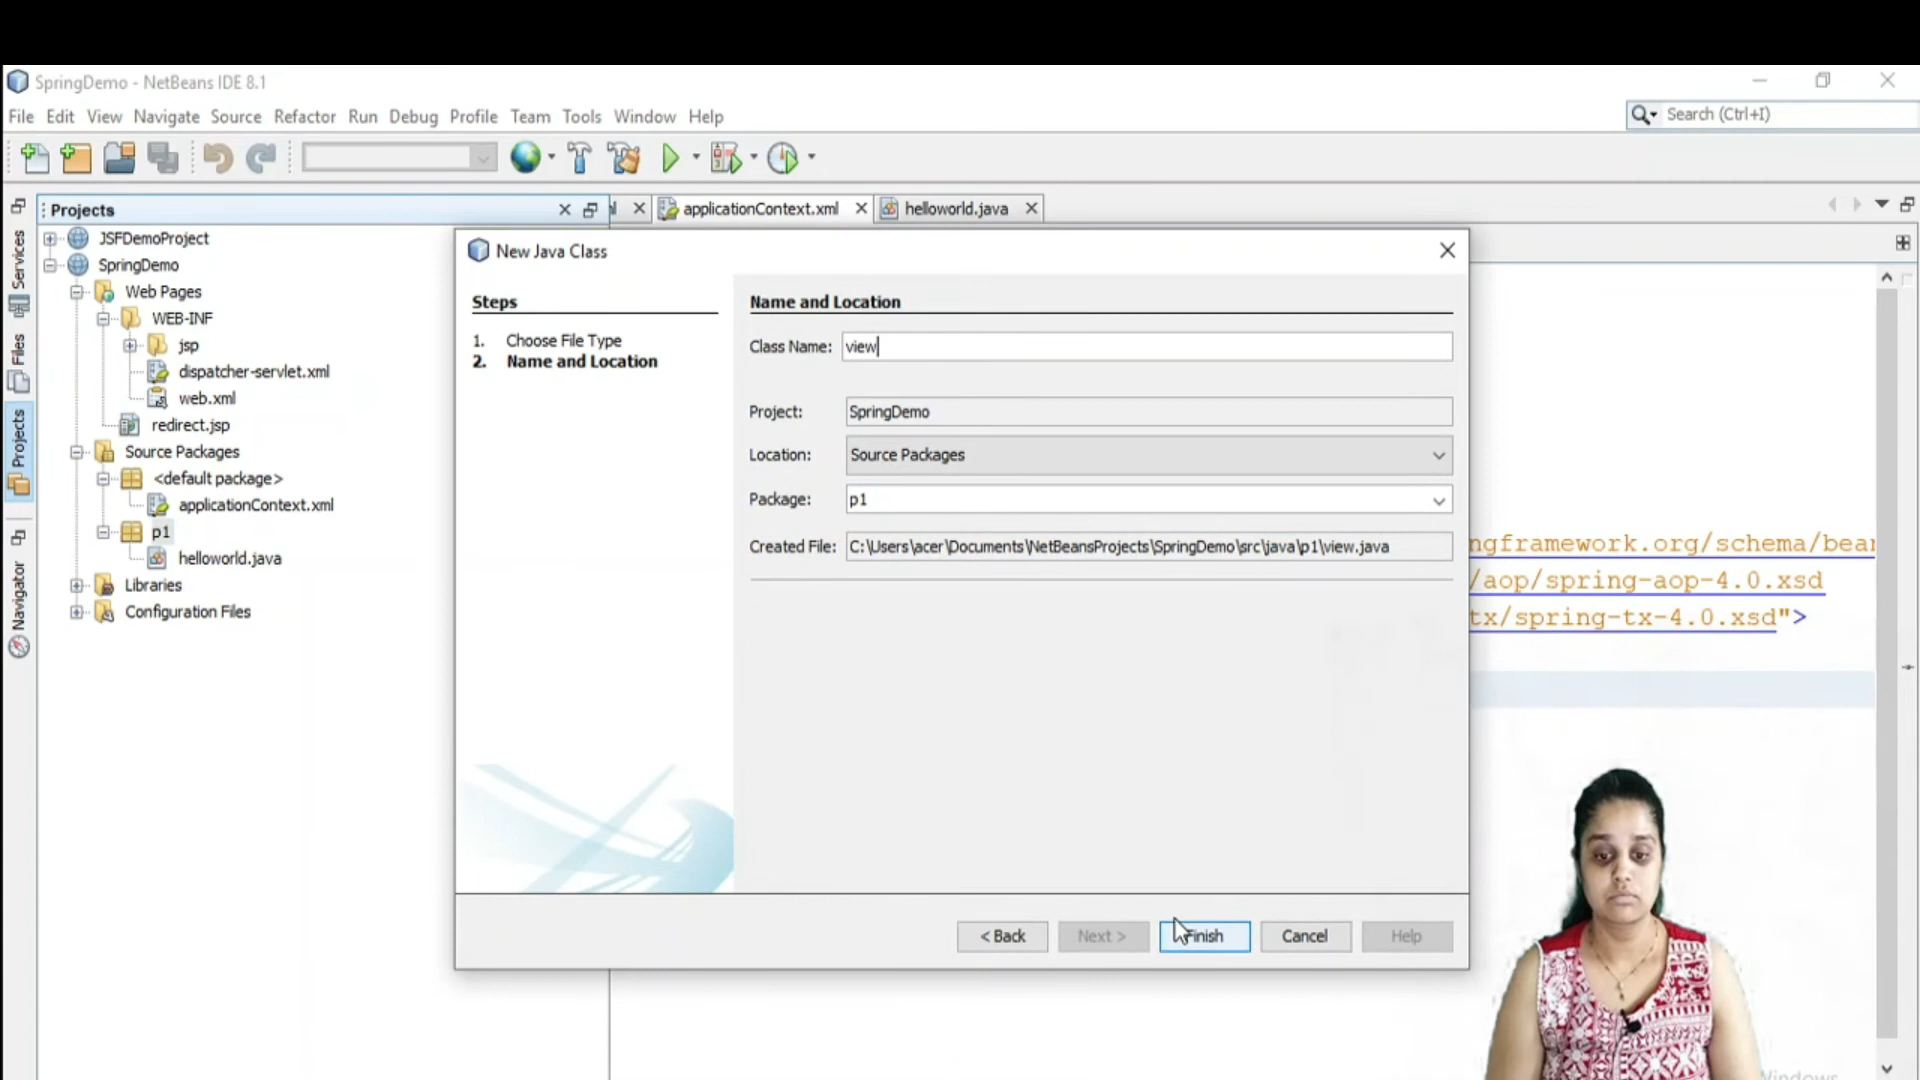 SpringDemo - NetBeans IDE 8.1
File Edit View Navigate Source Refactor Run Debug Profile Team Tools Window Help
Search (Ctrl+I)
Projects
applicationContext.xml
helloworld.java
Services
Files
Projects
Navigator
JSFDemoProject
SpringDemo
Web Pages
WEB-INF
jsp
dispatcher-servlet.xml
web.xml
redirect.jsp
Source Packages
<default package>
applicationContext.xml
p1
helloworld.java
Libraries
Configuration Files
New Java Class
Steps
1. Choose File Type
2. Name and Location
Name and Location
Class Name: view
Project: SpringDemo
Location: Source Packages
Package: p1
Created File: C:\Users\acer\Documents\NetBeansProjects\SpringDemo\src\java\p1\view.java
< Back Next > Finish Cancel Help
ngframework.org/schema/bean
/aop/spring-aop-4.0.xsd
tx/spring-tx-4.0.xsd">
Windows